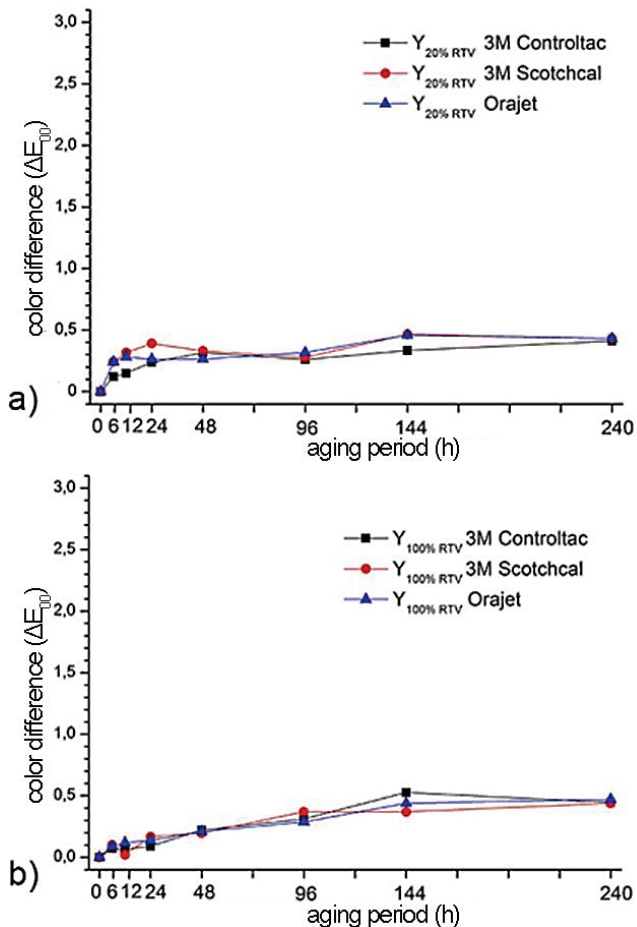 3,0
2,5
2,0
1,5
1,0
0,5
0
color difference (ΔE00)
Y20% RTV 3M Controltac
Y20% RTV 3M Scotchcal
Y20% RTV Orajet
a)
0 6 12 24 48 96 144 240
aging period (h)
3,0
2,5
2,0
1,5
1,0
0,5
0,0
color difference (ΔE00)
Y100% RTV 3M Controltac
Y100% RTV 3M Scotchcal
Y100% RTV Orajet
b)
0 6 12 24 48 96 144 240
aging period (h)